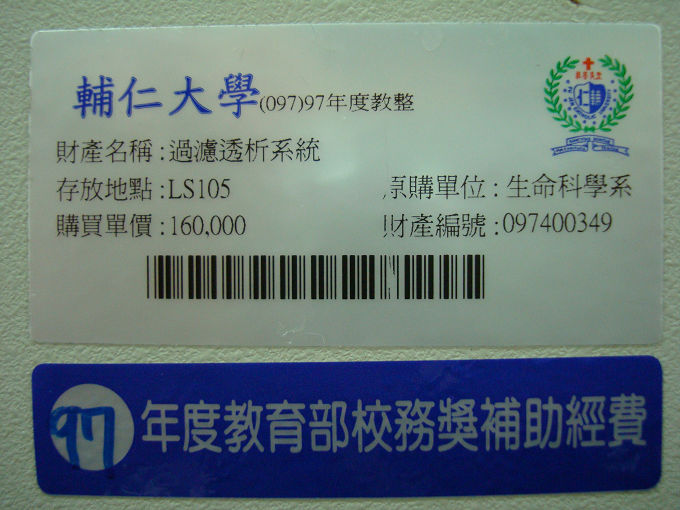 輔仁大學(097)97年度教整
財產名稱:過濾透析系統
存放地點:LS105 原購單位:生命科學系
購買單價:160,000 財產編號:097400349
97年度教育部校務獎補助經費